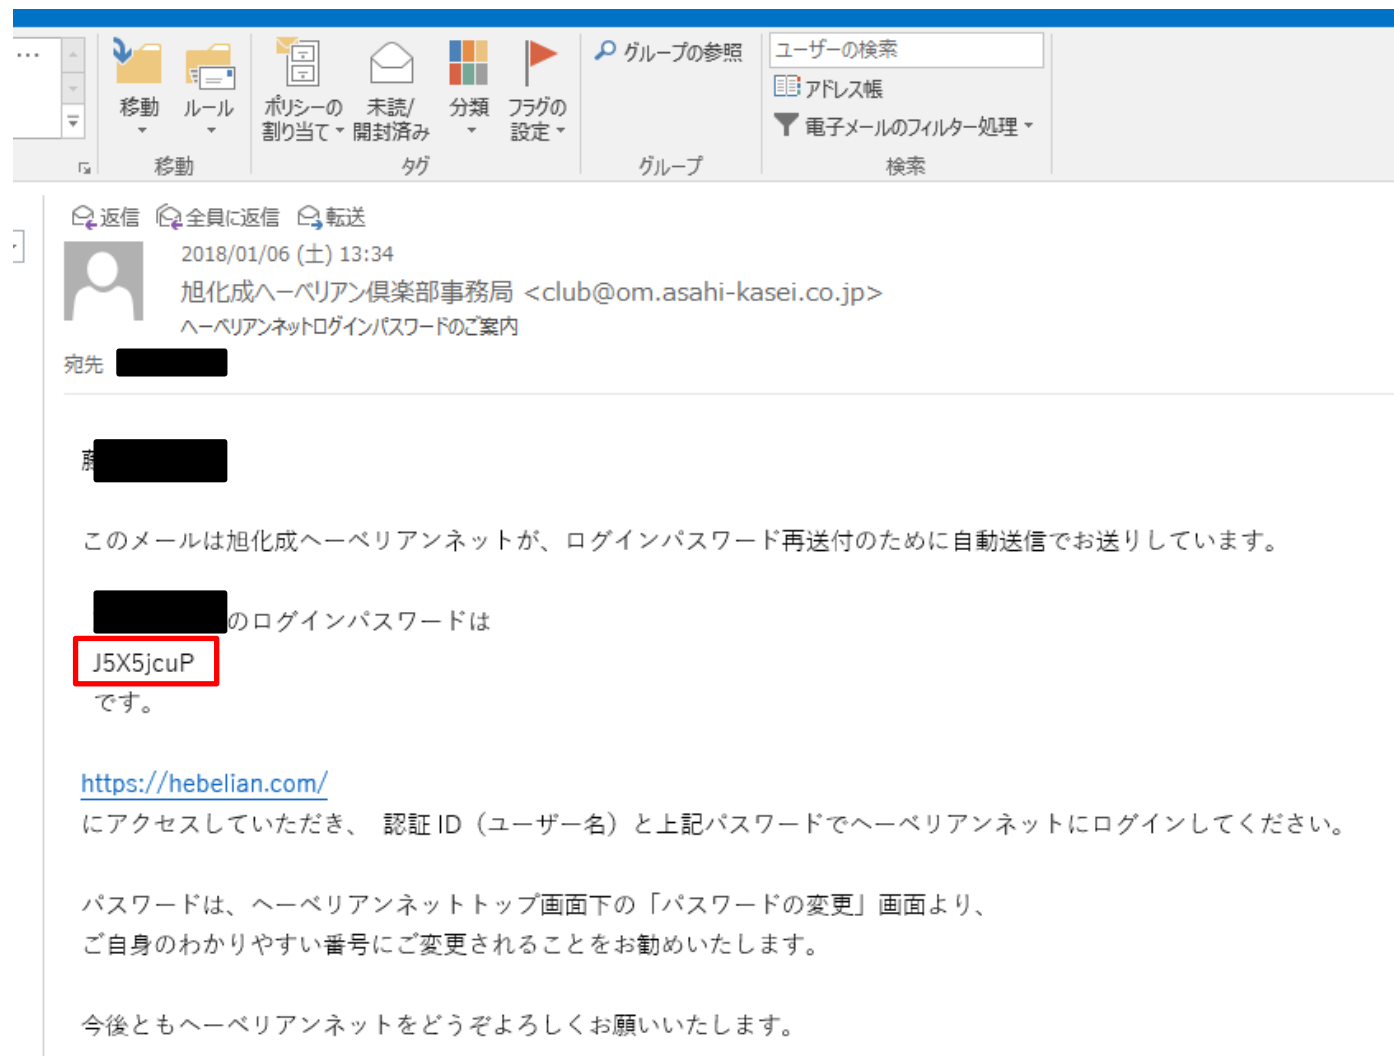 …
移動
ルール
ポリシーの
割り当て
未読/
開封済み
分類
フラグの
設定
グループの参照
ユーザーの検索
アドレス帳
電子メールのフィルター処理
移動
タグ
グループ
検索
返信 全員に返信 転送
2018/01/06 (土) 13:34
旭化成ヘーベリアン倶楽部事務局 <club@om.asahi-kasei.co.jp>
ヘーベリアンネットログインパスワードのご案内
宛先
このメールは旭化成ヘーベリアンネットが、ログインパスワード再送付のために自動送信でお送りしています。
のログインパスワードは
J5X5jcuP
です。
https://hebelian.com/
にアクセスしていただき、 認証 ID（ユーザー名）と上記パスワードでヘーベリアンネットにログインしてください。
パスワードは、ヘーベリアンネットトップ画面下の「パスワードの変更」画面より、
ご自身のわかりやすい番号にご変更されることをお勧めいたします。
今後ともヘーベリアンネットをどうぞよろしくお願いいたします。